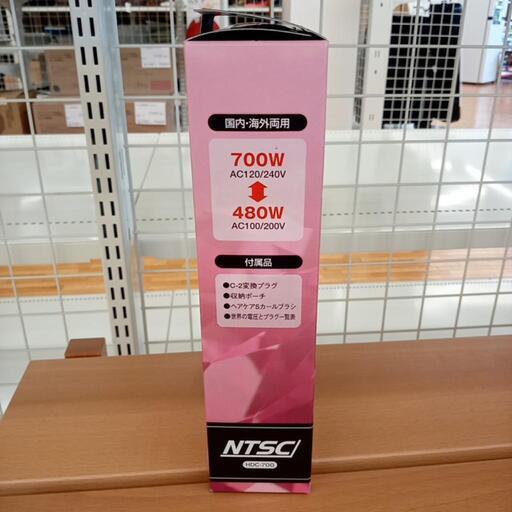 国内・海外両用
700W
AC120/240V
480W
AC100/200V
付属品
●C-2変換プラグ
●収納ポーチ
●ヘアケアSカールブラシ
●世界の電圧とプラグ一覧表
NTSC
HDC-700